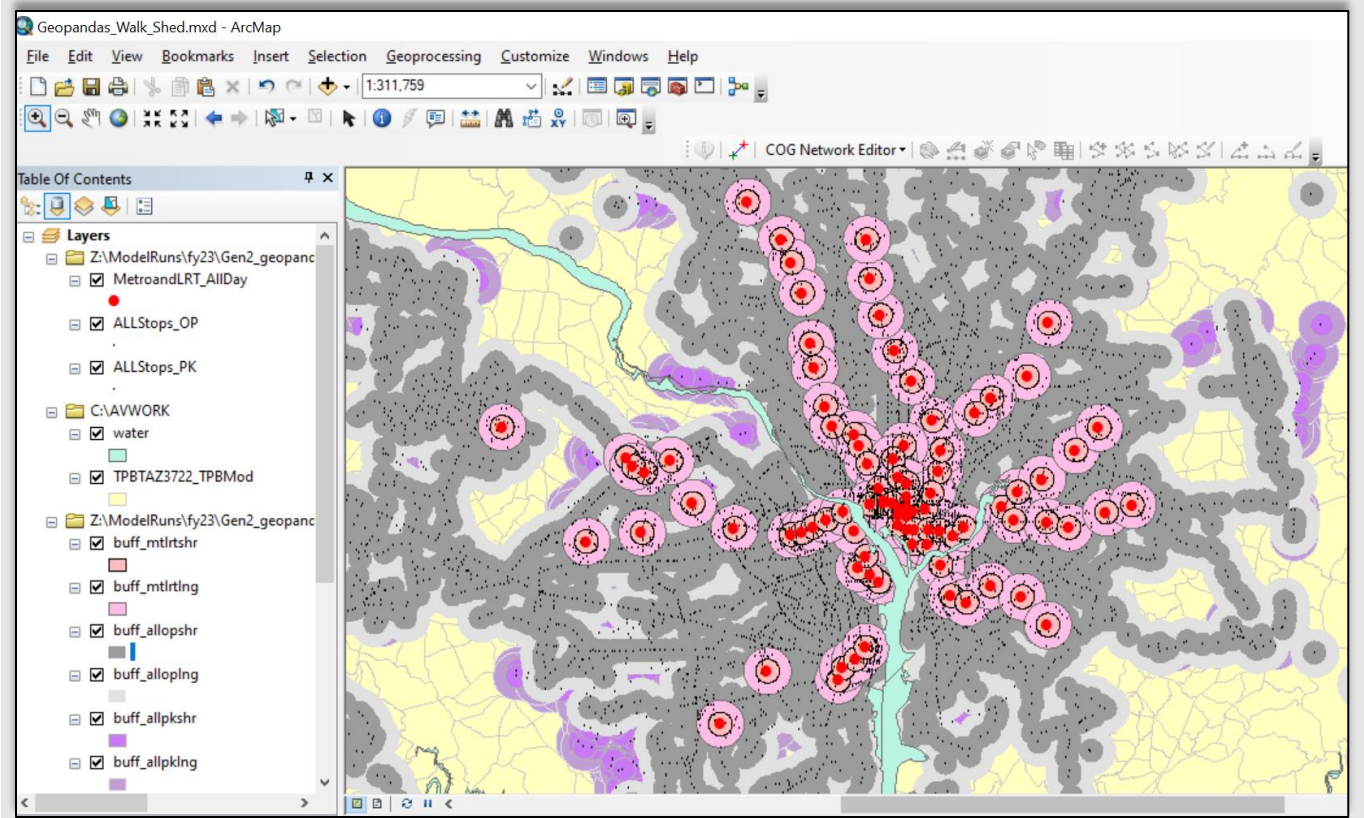 Geopandas_Walk_Shed.mxd - ArcMap
File Edit View Bookmarks Insert Selection Geoprocessing Customize Windows Help
1:311,759
XY
COG Network Editor
Table Of Contents
Layers
Z:\ModelRuns\fy23\Gen2_geopanc
MetroandLRT_AllDay
ALLStops_OP
ALLStops_PK
C:\AVWORK
water
TPBTAZ3722_TPBMod
Z:\ModelRuns\fy23\Gen2_geopanc
buff_mtlrtshr
buff_mtlrtlng
buff_allopshr
buff_alloplng
buff_allpkshr
buff_allpklng